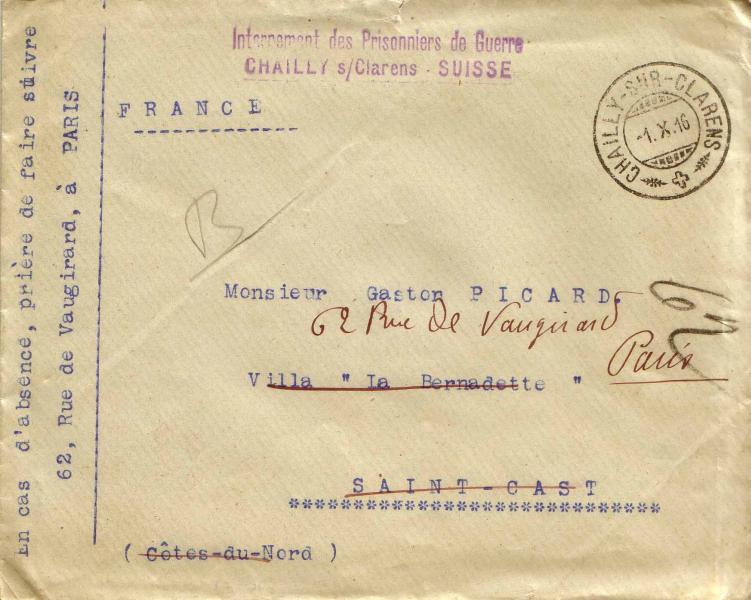 En cas d'absence, prière de faire suivre
62, Rue de Vaugirard, à PARIS
Internement des Prisonniers de Guerre
CHAILLY s/Clarens - SUISSE
FRANCE
CHAILLY-SUR-CLARENS
-1.X.16
B
Monsieur Gaston PICARD.
62 Rue de Vaugirard
Paris
62
Villa " La Bernadette "
SAINT-CAST
******************************
( Côtes-du-Nord )